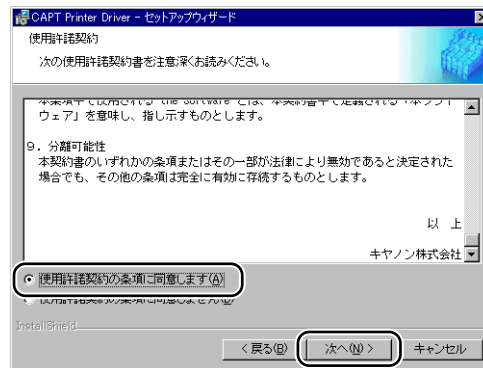 CAPT Printer Driver - セットアップウィザード
使用許諾契約
次の使用許諾契約書を注意深くお読みください。
ウェア」を意味し、指し示すものとします。
9. 分離可能性
本契約書のいずれかの条項またはその一部が法律により無効であると決定された
場合でも、その他の条項は完全に有効に存続するものとします。
以 上
キヤノン株式会社
使用許諾契約の条項に同意します(A)
InstallShield
< 戻る(B)
次へ(N) >
キャンセル